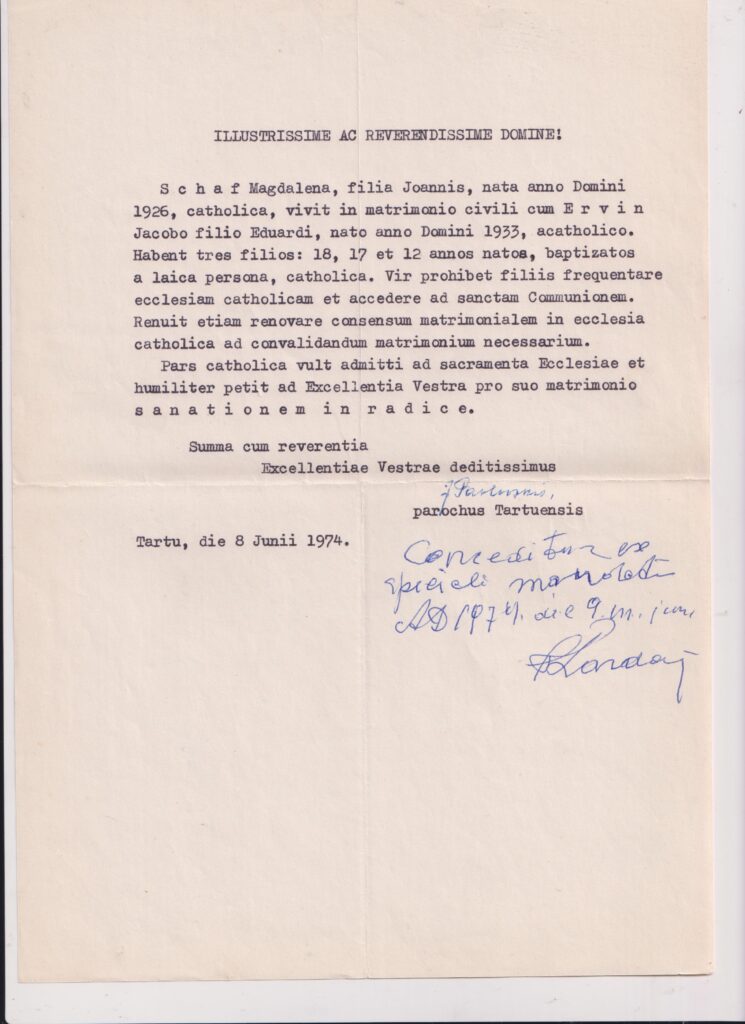 ILLUSTRISSIME AC REVERENDISSIME DOMINE!
S c h a f Magdalena, filia Joannis, nata anno Domini
1926, catholica, vivit in matrimonio civili cum E r v i n
Jacobo filio Eduardi, nato anno Domini 1933, acatholico.
Habent tres filios: 18, 17 et 12 annos natos, baptizatos
a laica persona, catholica. Vir prohibet filiis frequentare
ecclesiam catholicam et accedere ad sanctam Communionem.
Renuit etiam renovare consensum matrimonialem in ecclesia
catholica ad convalidandum matrimonium necessarium.
Pars catholica vult admitti ad sacramenta Ecclesiae et
humiliter petit ad Excellentia Vestra pro suo matrimonio
s a n a t i o n e m i n r a d i c e.
Summa cum reverentia
Excellentiae Vestrae deditissimus
parochus Tartuensis
Tartu, die 8 Junii 1974.
Conceditur ex
speciali mandato
AD 1974. die 9. m. juni